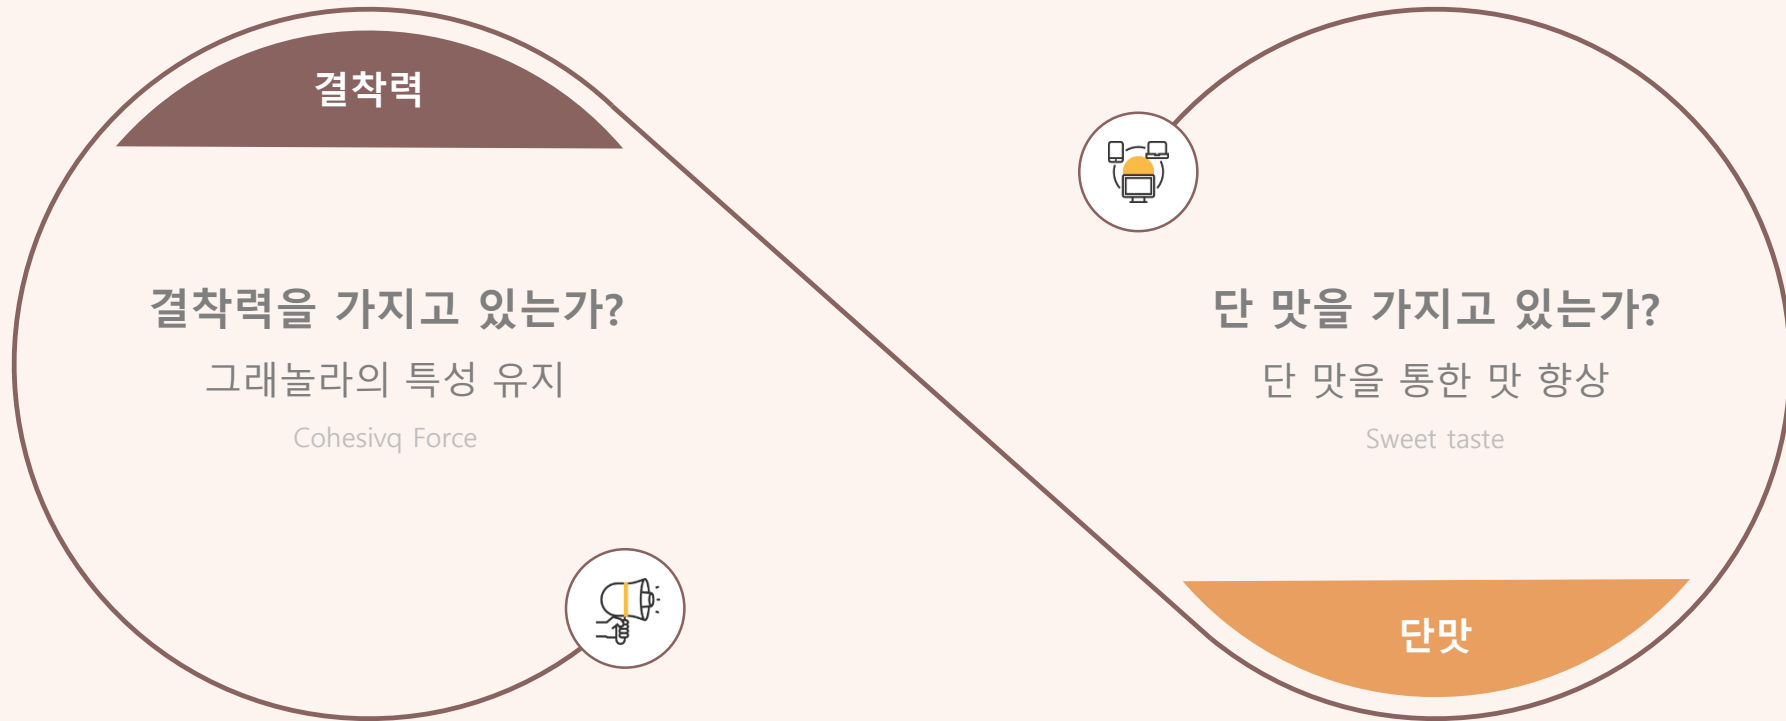 결착력
결착력을 가지고 있는가?
그래놀라의 특성 유지
Cohesivq Force
단 맛을 가지고 있는가?
단 맛을 통한 맛 향상
Sweet taste
단맛